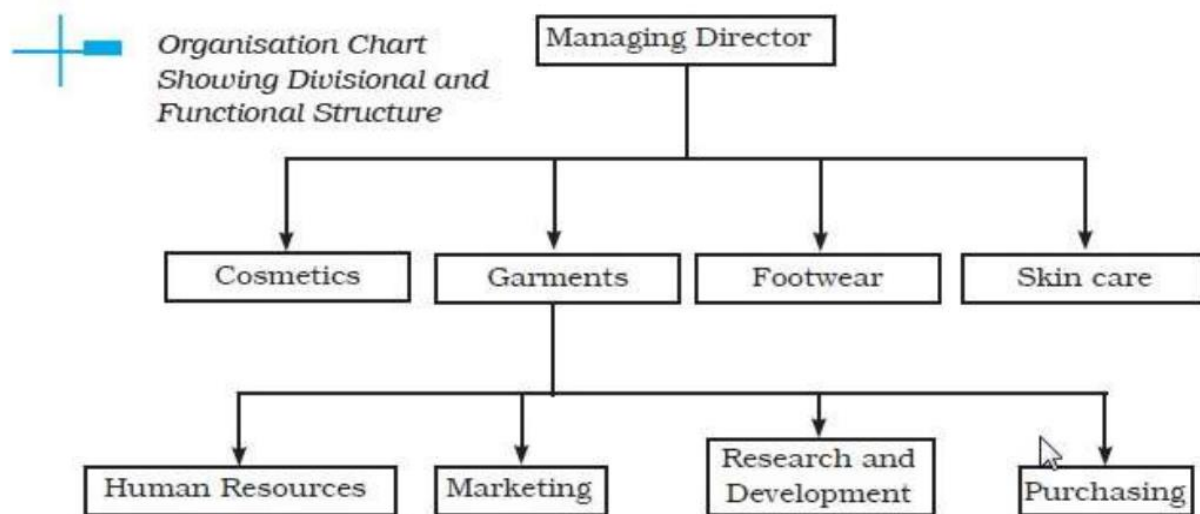 Organisation Chart
Showing Divisional and
Functional Structure
Managing Director
Cosmetics
Garments
Footwear
Skin care
Human Resources
Marketing
Research and
Development
Purchasing